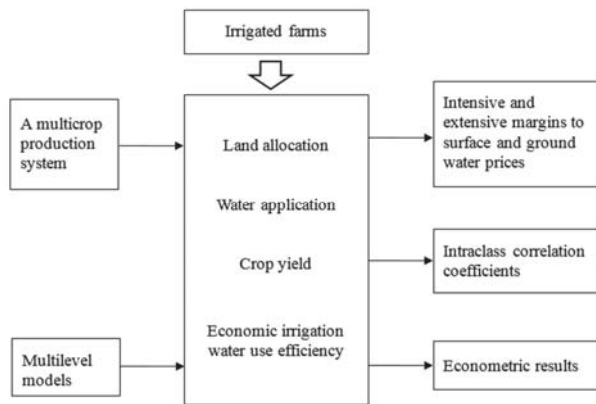 Irrigated farms
A multicrop
production
system
Multilevel
models
Land allocation
Water application
Crop yield
Economic irrigation
water use efficiency
Intensive and
extensive margins to
surface and ground
water prices
Intraclass correlation
coefficients
Econometric results